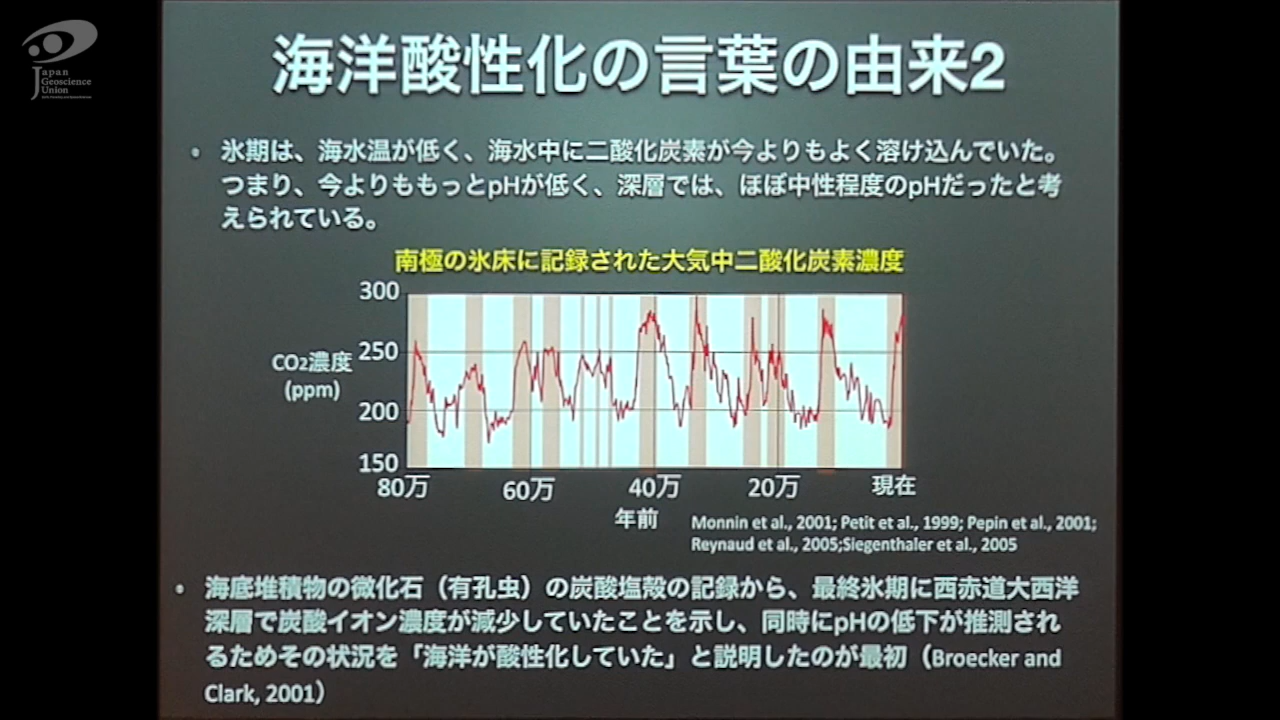 Japan
Geoscience
Union
海洋酸性化の言葉の由来2
• 氷期は、海水温が低く、海水中に二酸化炭素が今よりもよく溶け込んでいた。
つまり、今よりももっとpHが低く、深層では、ほぼ中性程度のpHだったと考
えられている。
南極の氷床に記録された大気中二酸化炭素濃度
300
250
200
150
CO2濃度
(ppm)
80万 60万 40万 20万 現在
年前
Monnin et al., 2001; Petit et al., 1999; Pepin et al., 2001;
Reynaud et al., 2005;Siegenthaler et al., 2005
• 海底堆積物の微化石（有孔虫）の炭酸塩殻の記録から、最終氷期に西赤道大西洋
深層で炭酸イオン濃度が減少していたことを示し、同時にpHの低下が推測され
るためその状況を「海洋が酸性化していた」と説明したのが最初（Broecker and
Clark, 2001）